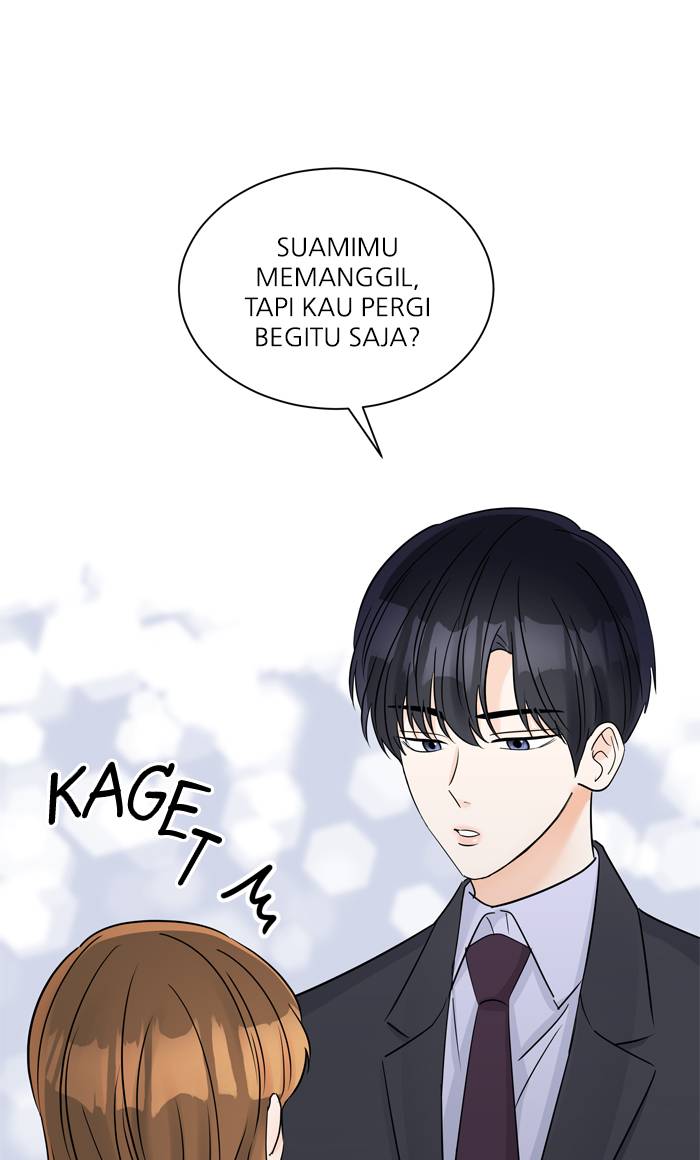 SUAMIMU
MEMANGGIL,
TAPI KAU PERGI
BEGITU SAJA?
KAGET